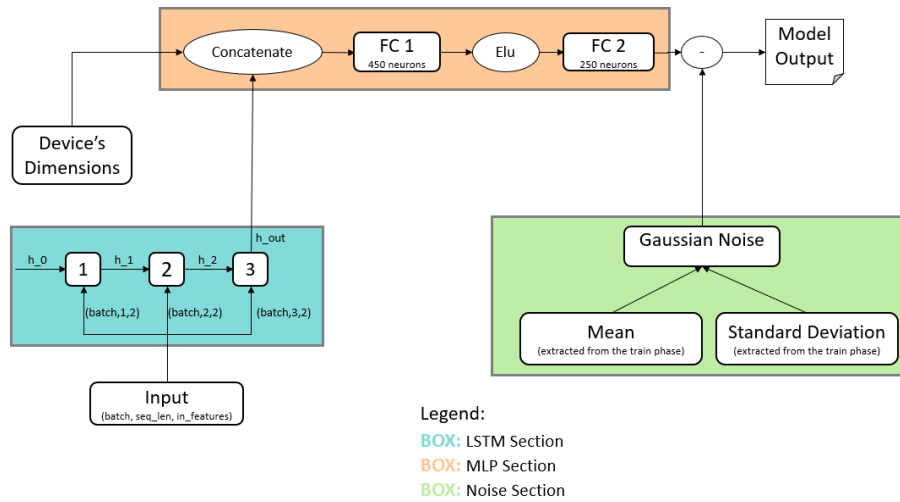 Concatenate
FC 1
450 neurons
Elu
FC 2
250 neurons
-
Model
Output
Device's
Dimensions
h_out
h_0
1
h_1
2
h_2
3
(batch,1,2)
(batch,2,2)
(batch,3,2)
Input
(batch, seq_len, in_features)
Gaussian Noise
Mean
(extracted from the train phase)
Standard Deviation
(extracted from the train phase)
Legend:
BOX: LSTM Section
BOX: MLP Section
BOX: Noise Section